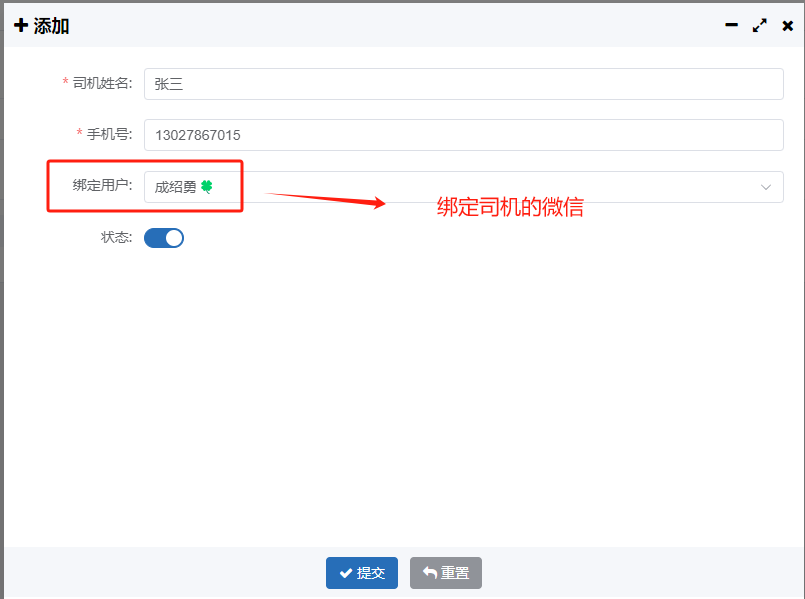 添加
* 司机姓名: 张三
* 手机号: 13027867015
绑定用户: 成绍勇🍀
绑定司机的微信
状态:
提交 重置